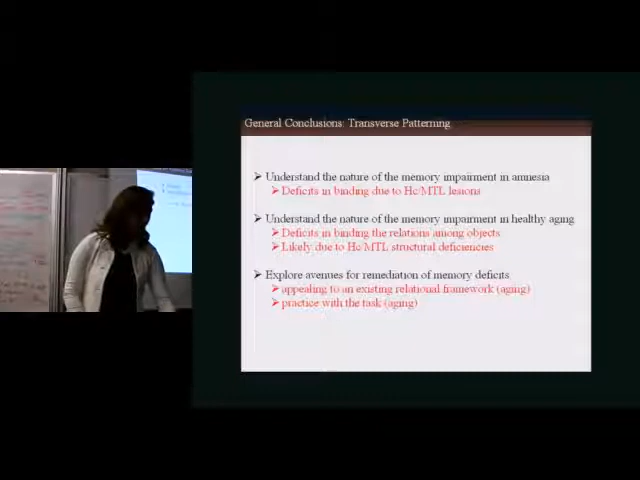 General Conclusions: Transverse Patterning
➢ Understand the nature of the memory impairment in amnesia
➢ Deficits in binding due to Hc/MTL lesions
➢ Understand the nature of the memory impairment in healthy aging
➢ Deficits in binding the relations among objects
➢ Likely due to Hc/MTL structural deficiencies
➢ Explore avenues for remediation of memory deficits
➢ appealing to an existing relational framework (aging)
➢ practice with the task (aging)